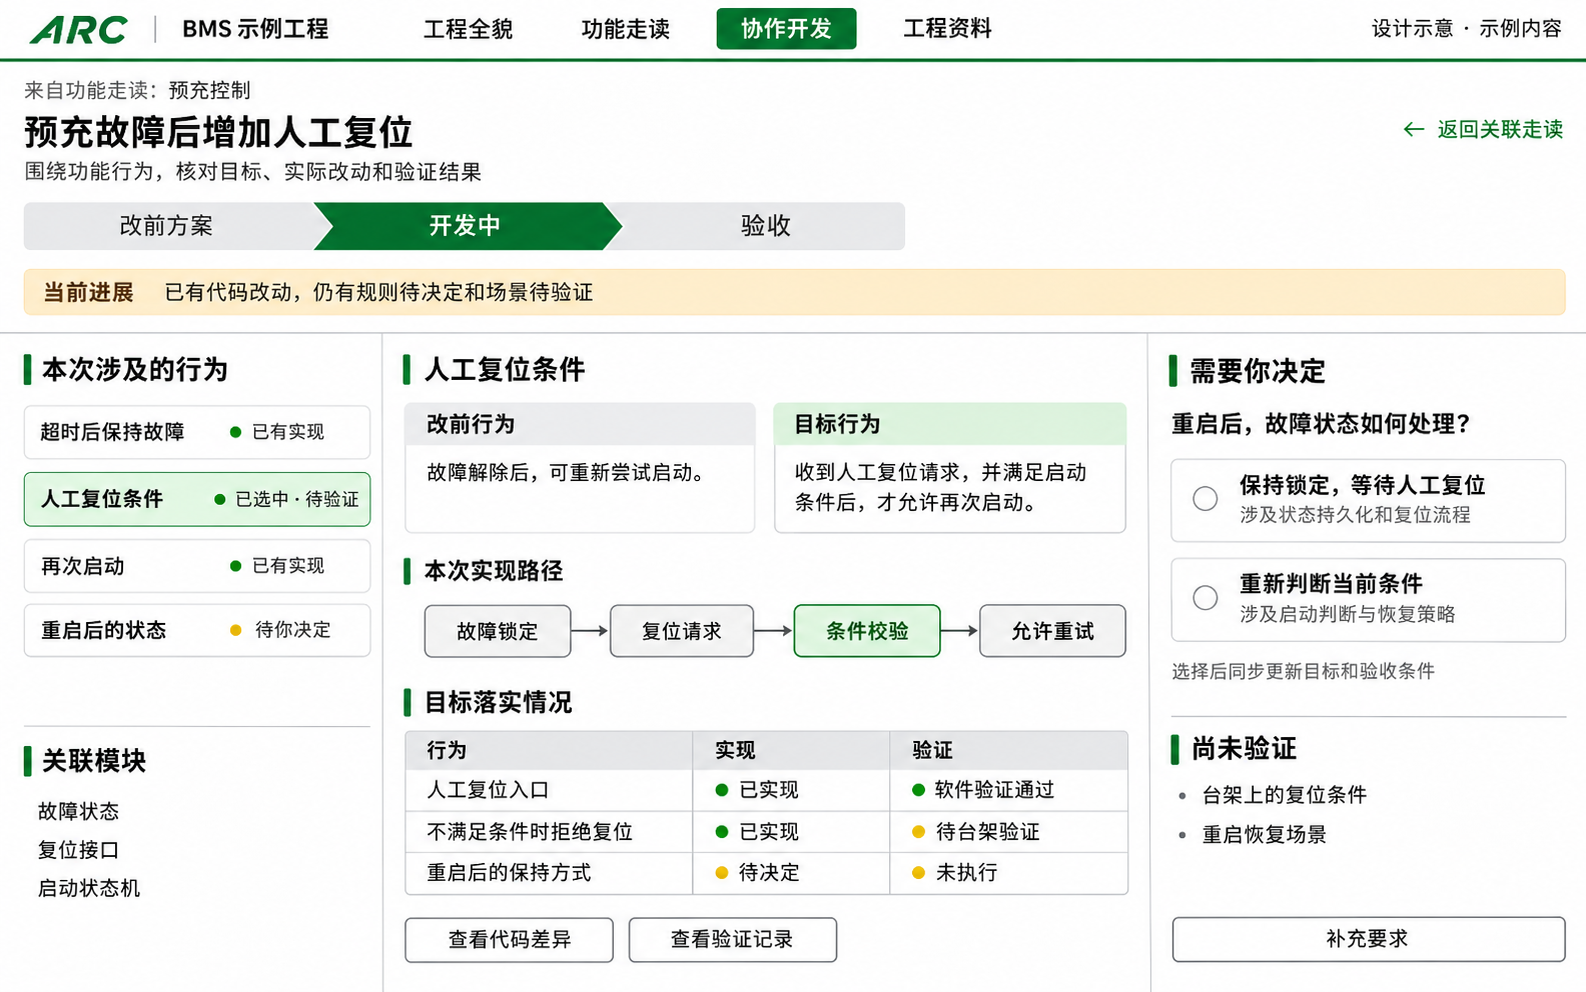 ARC
BMS 示例工程
工程全貌
功能走读
协作开发
工程资料
设计示意 · 示例内容
来自功能走读：预充控制
预充故障后增加人工复位
← 返回关联走读
围绕功能行为，核对目标、实际改动和验证结果
改前方案
开发中
验收
当前进展 已有代码改动，仍有规则待决定和场景待验证
本次涉及的行为
超时后保持故障 已有实现
人工复位条件 已选中 · 待验证
再次启动 已有实现
重启后的状态 待你决定
关联模块
故障状态
复位接口
启动状态机
人工复位条件
改前行为
故障解除后，可重新尝试启动。
目标行为
收到人工复位请求，并满足启动
条件后，才允许再次启动。
本次实现路径
故障锁定
复位请求
条件校验
允许重试
目标落实情况
行为 实现 验证
人工复位入口 已实现 软件验证通过
不满足条件时拒绝复位 已实现 待台架验证
重启后的保持方式 待决定 未执行
查看代码差异
查看验证记录
需要你决定
重启后，故障状态如何处理？
保持锁定，等待人工复位
涉及状态持久化和复位流程
重新判断当前条件
涉及启动判断与恢复策略
选择后同步更新目标和验收条件
尚未验证
• 台架上的复位条件
• 重启恢复场景
补充要求